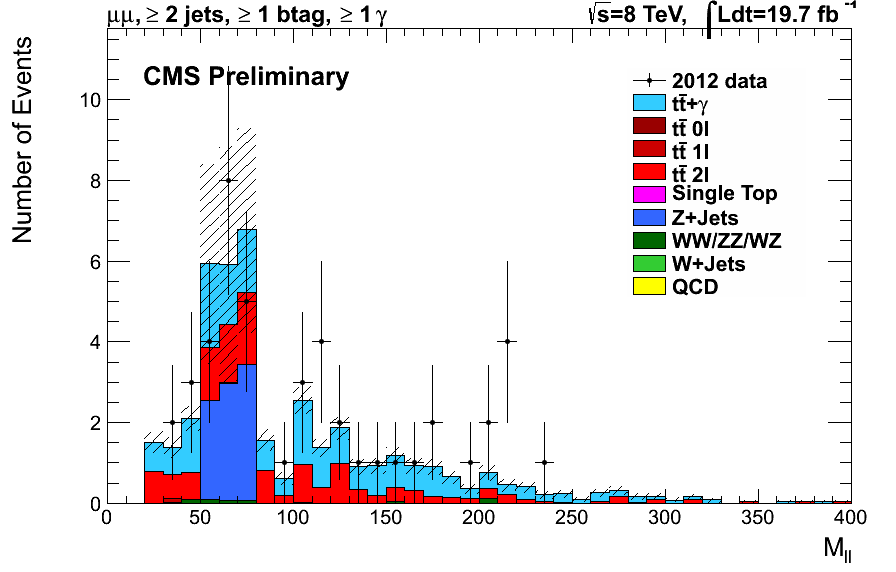 μμ, ≥ 2 jets, ≥ 1 btag, ≥ 1 γ
√s=8 TeV, ∫Ldt=19.7 fb⁻¹
CMS Preliminary
Number of Events
2012 data
tt̄+γ
tt̄ 0l
tt̄ 1l
tt̄ 2l
Single Top
Z+Jets
WW/ZZ/WZ
W+Jets
QCD
10
8
6
4
2
0
0 50 100 150 200 250 300 350 400
M_ll